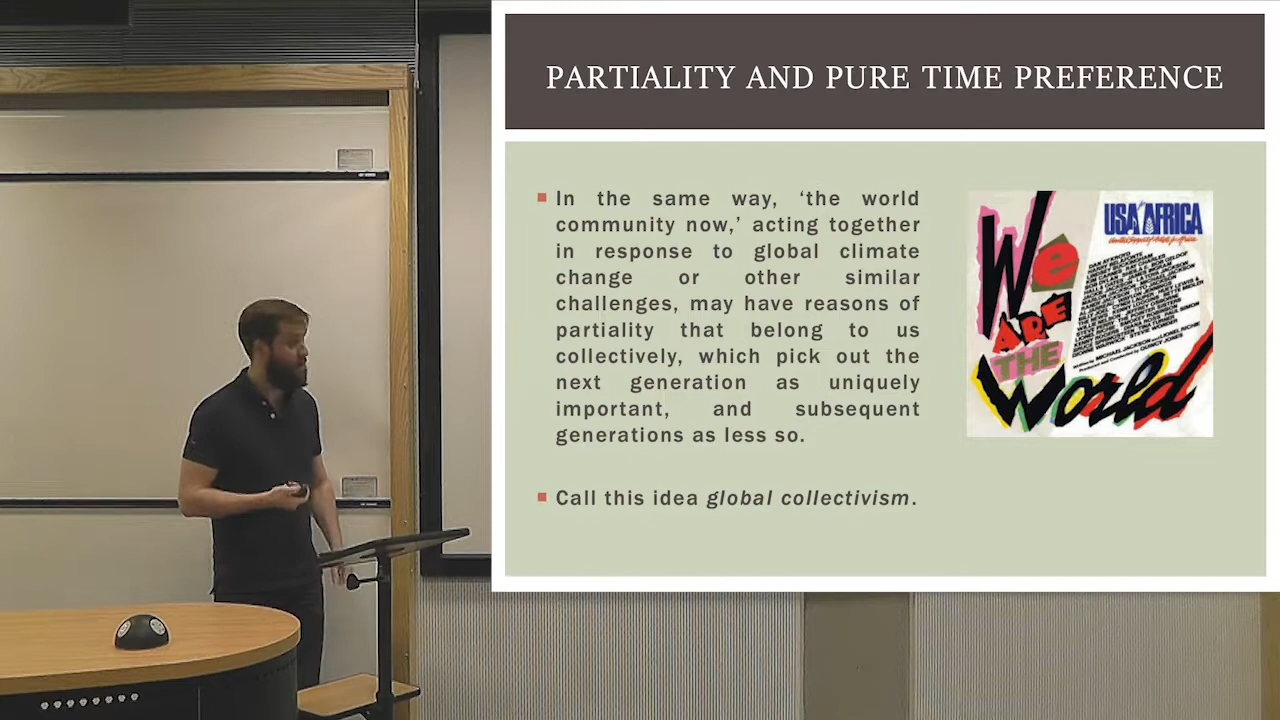 PARTIALITY AND PURE TIME PREFERENCE
In the same way, ‘the world
community now,’ acting together
in response to global climate
change or other similar
challenges, may have reasons of
partiality that belong to us
collectively, which pick out the
next generation as uniquely
important, and subsequent
generations as less so.
Call this idea global collectivism.
USA AFRICA
We
ARE
THE
WoRld